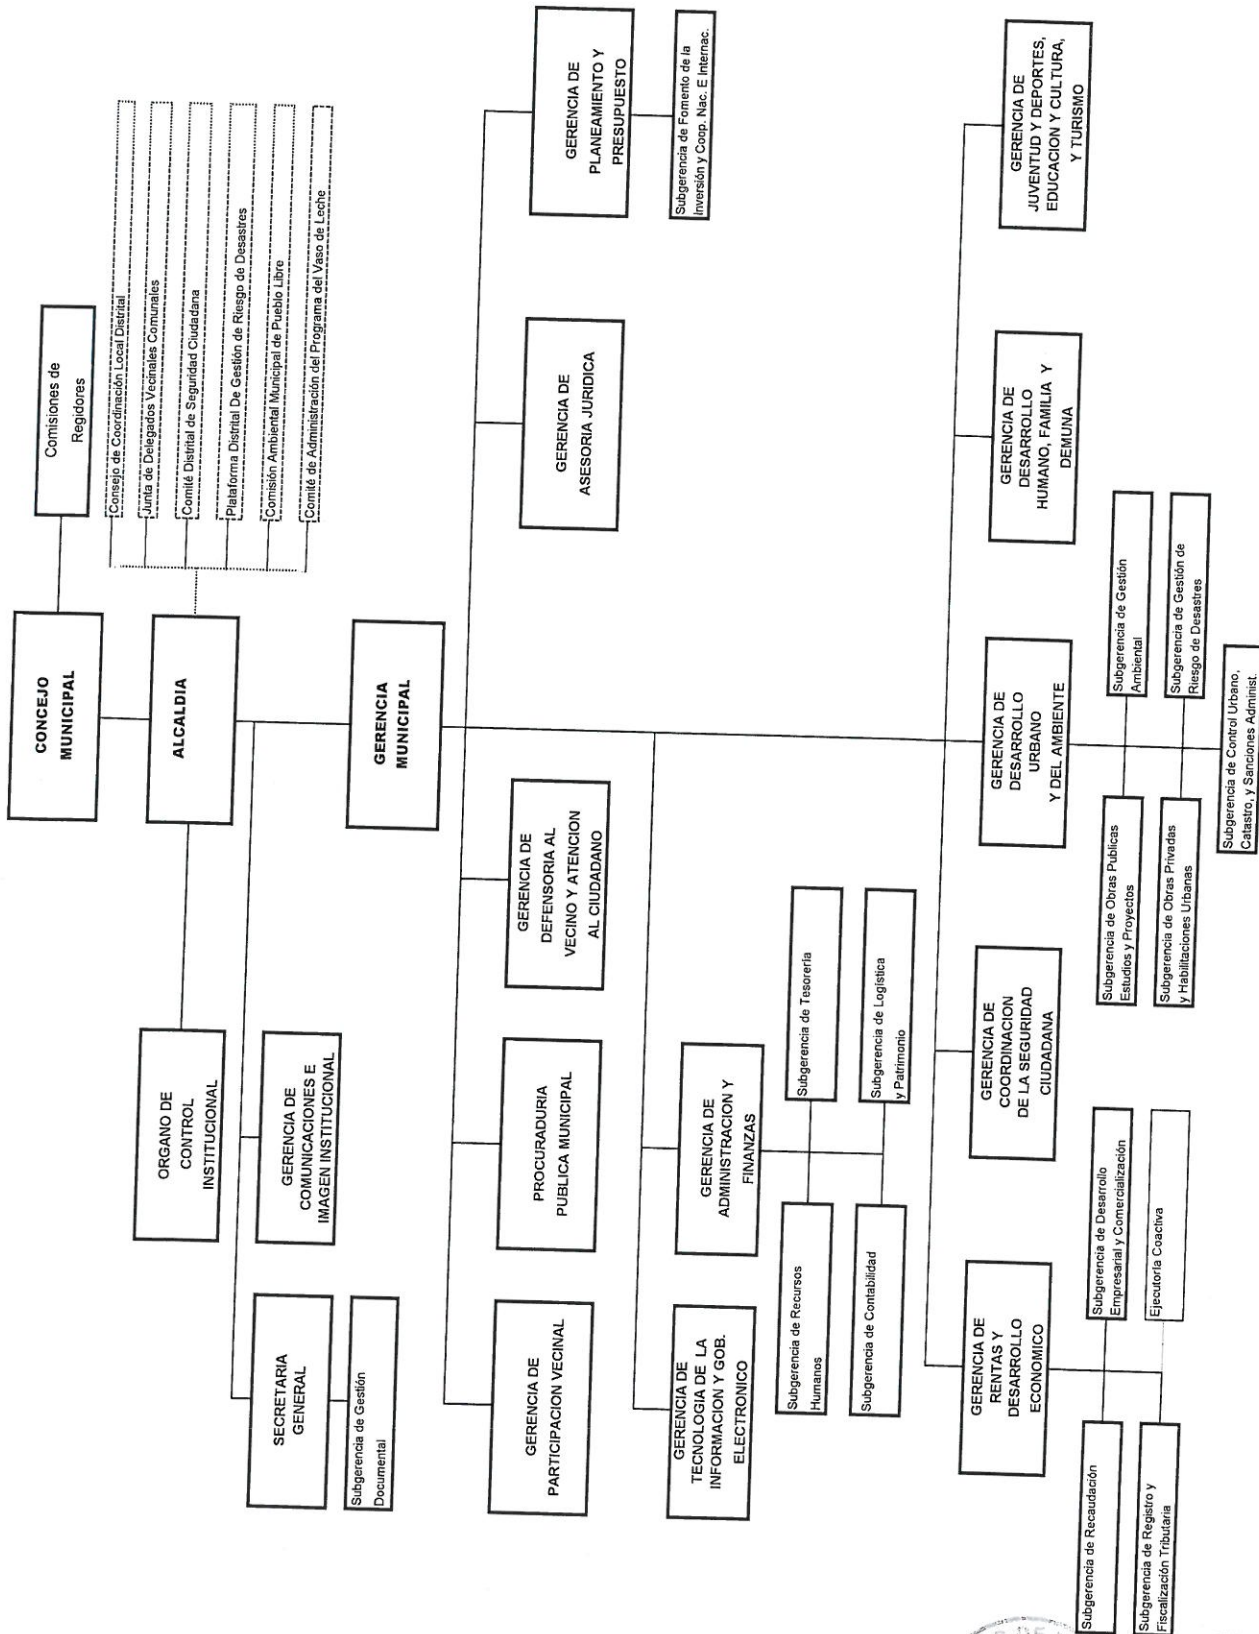 CONCEJO
MUNICIPAL
Comisiones de
Regidores
ALCALDIA
Consejo de Coordinación Local Distrital
Junta de Delegados Vecinales Comunales
Comité Distrital de Seguridad Ciudadana
Plataforma Distrital De Gestión de Riesgo de Desastres
Comisión Ambiental Municipal de Pueblo Libre
Comité de Administración del Programa del Vaso de Leche
ORGANO DE
CONTROL
INSTITUCIONAL
SECRETARIA
GENERAL
Subgerencia de Gestión
Documental
GERENCIA DE
COMUNICACIONES E
IMAGEN INSTITUCIONAL
GERENCIA
MUNICIPAL
GERENCIA DE
PARTICIPACION VECINAL
PROCURADURIA
PUBLICA MUNICIPAL
GERENCIA DE
DEFENSORIA AL
VECINO Y ATENCION
AL CIUDADANO
GERENCIA DE
ASESORIA JURIDICA
GERENCIA DE
PLANEAMIENTO Y
PRESUPUESTO
Subgerencia de Fomento de la
Inversión y Coop. Nac. E Internac.
GERENCIA DE
TECNOLOGIA DE LA
INFORMACION Y GOB.
ELECTRONICO
GERENCIA DE
ADMINISTRACION Y
FINANZAS
Subgerencia de Recursos
Humanos
Subgerencia de Tesorería
Subgerencia de Contabilidad
Subgerencia de Logística
y Patrimonio
GERENCIA DE
RENTAS Y
DESARROLLO
ECONOMICO
Subgerencia de Recaudación
Subgerencia de Desarrollo
Empresarial y Comercialización
Subgerencia de Registro y
Fiscalización Tributaria
Ejecutoría Coactiva
GERENCIA DE
COORDINACION
DE LA SEGURIDAD
CIUDADANA
GERENCIA DE
DESARROLLO
URBANO
Y DEL AMBIENTE
Subgerencia de Obras Publicas
Estudios y Proyectos
Subgerencia de Gestión
Ambiental
Subgerencia de Obras Privadas
y Habilitaciones Urbanas
Subgerencia de Gestión de
Riesgo de Desastres
Subgerencia de Control Urbano,
Catastro, y Sanciones Administ.
GERENCIA DE
DESARROLLO
HUMANO, FAMILIA Y
DEMUNA
GERENCIA DE
JUVENTUD Y DEPORTES,
EDUCACION Y CULTURA,
Y TURISMO